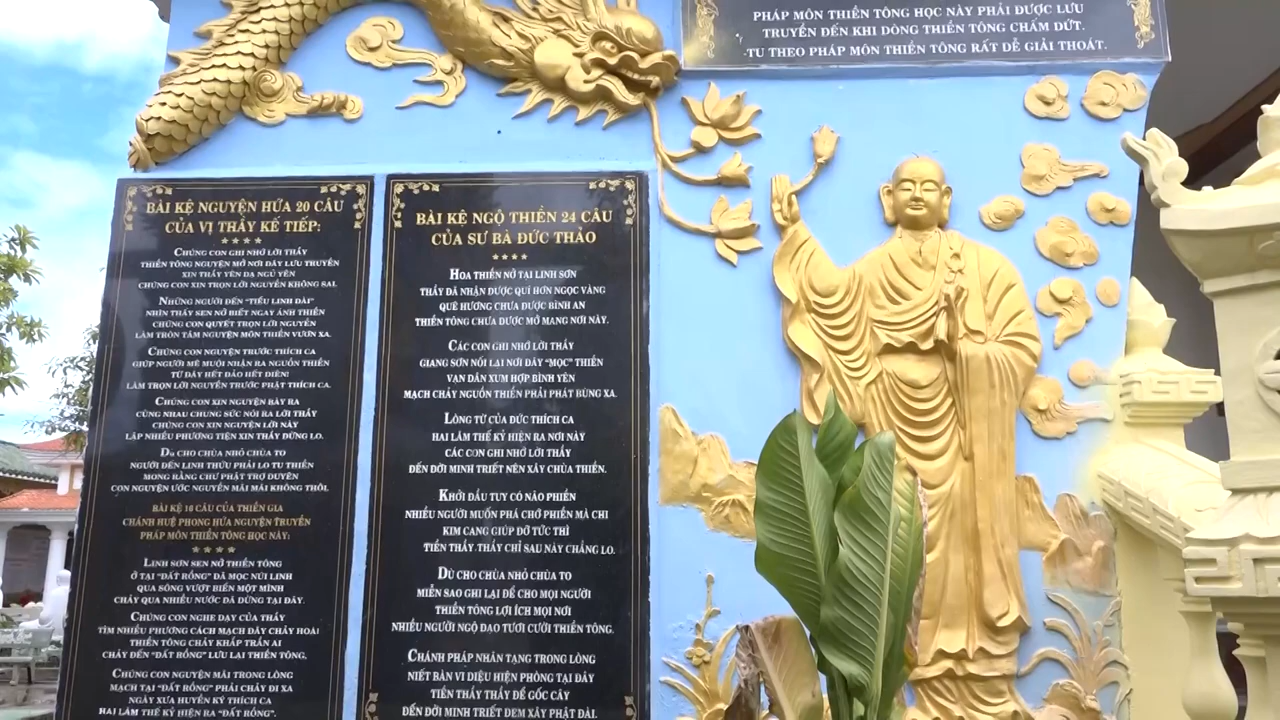 PHÁP MÔN THIỀN TÔNG HỌC NÀY PHẢI ĐƯỢC LƯU
TRUYỀN ĐẾN KHI DÒNG THIỀN TÔNG CHẤM DỨT.
TU THEO PHÁP MÔN THIỀN TÔNG RẤT DỄ GIẢI THOÁT.
BÀI KỆ NGUYỆN HỨA 20 CÂU
CỦA VỊ THẦY KẾ TIẾP:
CHÚNG CON GHI NHỚ LỜI THẦY
THIỀN TÔNG NGUYỆN MỞ NƠI ĐÂY LƯU TRUYỀN
XIN THẦY YÊN DẠ NGỦ YÊN
CHÚNG CON XIN TRỌN LỜI NGUYỀN KHÔNG SAI.
NHỮNG NGƯỜI ĐẾN "TIỂU LINH ĐÀI"
NHÌN THẤY SEN NỞ BIẾT NGAY ÁNH THIỀN
CHÚNG CON QUYẾT TRỌN LỜI NGUYỀN
LÀM TRÒN TÂM NGUYỆN MÔN THIỀN VƯƠN XA.
CHÚNG CON NGUYỆN TRƯỚC THÍCH CA
GIÚP NGƯỜI MÊ MUỘI NHẬN RA NGUỒN THIỀN
TỪ ĐÂY HẾT ĐẢO HẾT ĐIÊN
LÀM TRỌN LỜI NGUYỀN TRƯỚC PHẬT THÍCH CA.
CHÚNG CON XIN NGUYỆN BÀY RA
CÙNG NHAU CHUNG SỨC NÓI RA LỜI THẦY
CHÚNG CON XIN NGUYỆN LỜI NÀY
LẬP NHIỀU PHƯƠNG TIỆN XIN THẦY ĐỪNG LO.
DÙ CHO CHÙA NHỎ CHÙA TO
NGƯỜI ĐẾN LINH THỨU PHẢI LO TU THIỀN
MONG RẰNG CHƯ PHẬT TRỢ DUYÊN
CON NGUYỆN ƯỚC NGUYỀN MÃI MÃI KHÔNG THÔI.
BÀI KỆ 10 CÂU CỦA THIỀN GIA
CHÁNH HUỆ PHONG HỨA NGUYỆN TRUYỀN
PHÁP MÔN THIỀN TÔNG HỌC NÀY:
LINH SƠN SEN NỞ THIỀN TÔNG
Ở TẠI "ĐẤT RỒNG" ĐÃ MỌC NÚI LINH
QUA SÔNG VƯỢT BIỂN MỘT MÌNH
CHẢY QUA NHIỀU NƯỚC ĐÃ DỪNG TẠI ĐÂY.
CHÚNG CON NGHE DẠY CỦA THẦY
TÌM NHIỀU PHƯƠNG CÁCH MẠCH ĐÂY CHẢY HOÀI
THIỀN TÔNG CHẢY KHẮP TRẦN AI
CHẢY ĐẾN "ĐẤT RỒNG" LƯU LẠI THIỀN TÔNG.
CHÚNG CON NGUYỆN MÃI TRONG LÒNG
MẠCH TẠI "ĐẤT RỒNG" PHẢI CHẢY ĐI XA
NGÀY XƯA HUYỀN KÝ THÍCH CA
HAI LĂM THẾ KỶ HIỆN RA "ĐẤT RỒNG".
BÀI KỆ NGỘ THIỀN 24 CÂU
CỦA SƯ BÀ ĐỨC THẢO
HOA THIỀN NỞ TẠI LINH SƠN
THẦY ĐÃ NHẬN ĐƯỢC QUÍ HƠN NGỌC VÀNG
QUÊ HƯƠNG CHƯA ĐƯỢC BÌNH AN
THIỀN TÔNG CHƯA ĐƯỢC MỞ MANG NƠI NÀY.
CÁC CON GHI NHỚ LỜI THẦY
GIANG SƠN NỐI LẠI NƠI ĐÂY "MỌC" THIỀN
VẠN DÂN XUM HỢP BÌNH YÊN
MẠCH CHẢY NGUỒN THIỀN PHẢI PHÁT BÙNG XA.
LÒNG TỪ CỦA ĐỨC THÍCH CA
HAI LĂM THẾ KỶ HIỆN RA NƠI NÀY
CÁC CON GHI NHỚ LỜI THẦY
ĐẾN ĐỜI MINH TRIẾT NÊN XÂY CHÙA THIỀN.
KHỞI ĐẦU TUY CÓ NÃO PHIỀN
NHIỀU NGƯỜI MUỐN PHÁ CHỚ PHIỀN MÀ CHI
KIM CANG GIÚP ĐỠ TỨC THÌ
TIỄN THẦY, THẦY CHỈ SAU NÀY CHẲNG LO.
DÙ CHO CHÙA NHỎ CHÙA TO
MIỄN SAO GHI LẠI ĐỂ CHO MỌI NGƯỜI
THIỀN TÔNG LỢI ÍCH MỌI NƠI
NHIỀU NGƯỜI NGỘ ĐẠO TƯƠI CƯỜI THIỀN TÔNG.
CHÁNH PHÁP NHÃN TẠNG TRONG LÒNG
NIẾT BÀN VI DIỆU HIỆN PHÒNG TẠI ĐÂY
TIỄN THẦY THẦY ĐỂ GỐC CÂY
ĐẾN ĐỜI MINH TRIẾT ĐEM XÂY PHẬT ĐÀI.